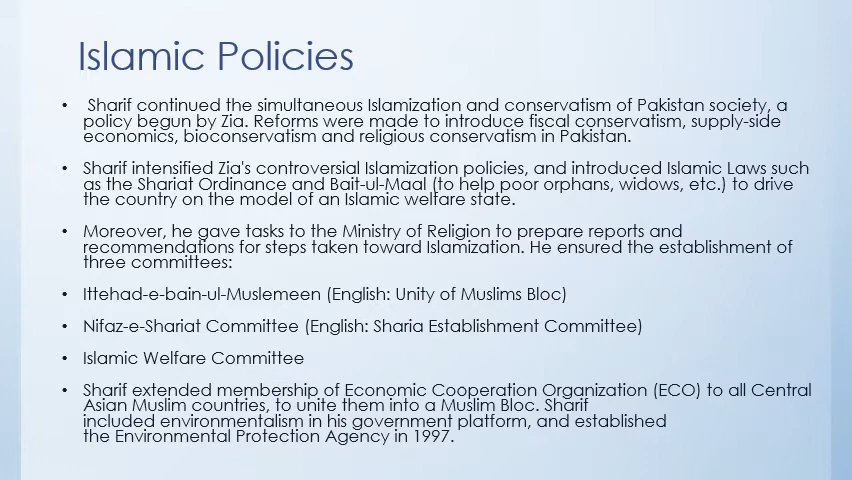 Islamic Policies
• Sharif continued the simultaneous Islamization and conservatism of Pakistan society, a
policy begun by Zia. Reforms were made to introduce fiscal conservatism, supply-side
economics, bioconservatism and religious conservatism in Pakistan.
• Sharif intensified Zia's controversial Islamization policies, and introduced Islamic Laws such
as the Shariat Ordinance and Bait-ul-Maal (to help poor orphans, widows, etc.) to drive
the country on the model of an Islamic welfare state.
• Moreover, he gave tasks to the Ministry of Religion to prepare reports and
recommendations for steps taken toward Islamization. He ensured the establishment of
three committees:
• Ittehad-e-bain-ul-Muslemeen (English: Unity of Muslims Bloc)
• Nifaz-e-Shariat Committee (English: Sharia Establishment Committee)
• Islamic Welfare Committee
• Sharif extended membership of Economic Cooperation Organization (ECO) to all Central
Asian Muslim countries, to unite them into a Muslim Bloc. Sharif
included environmentalism in his government platform, and established
the Environmental Protection Agency in 1997.